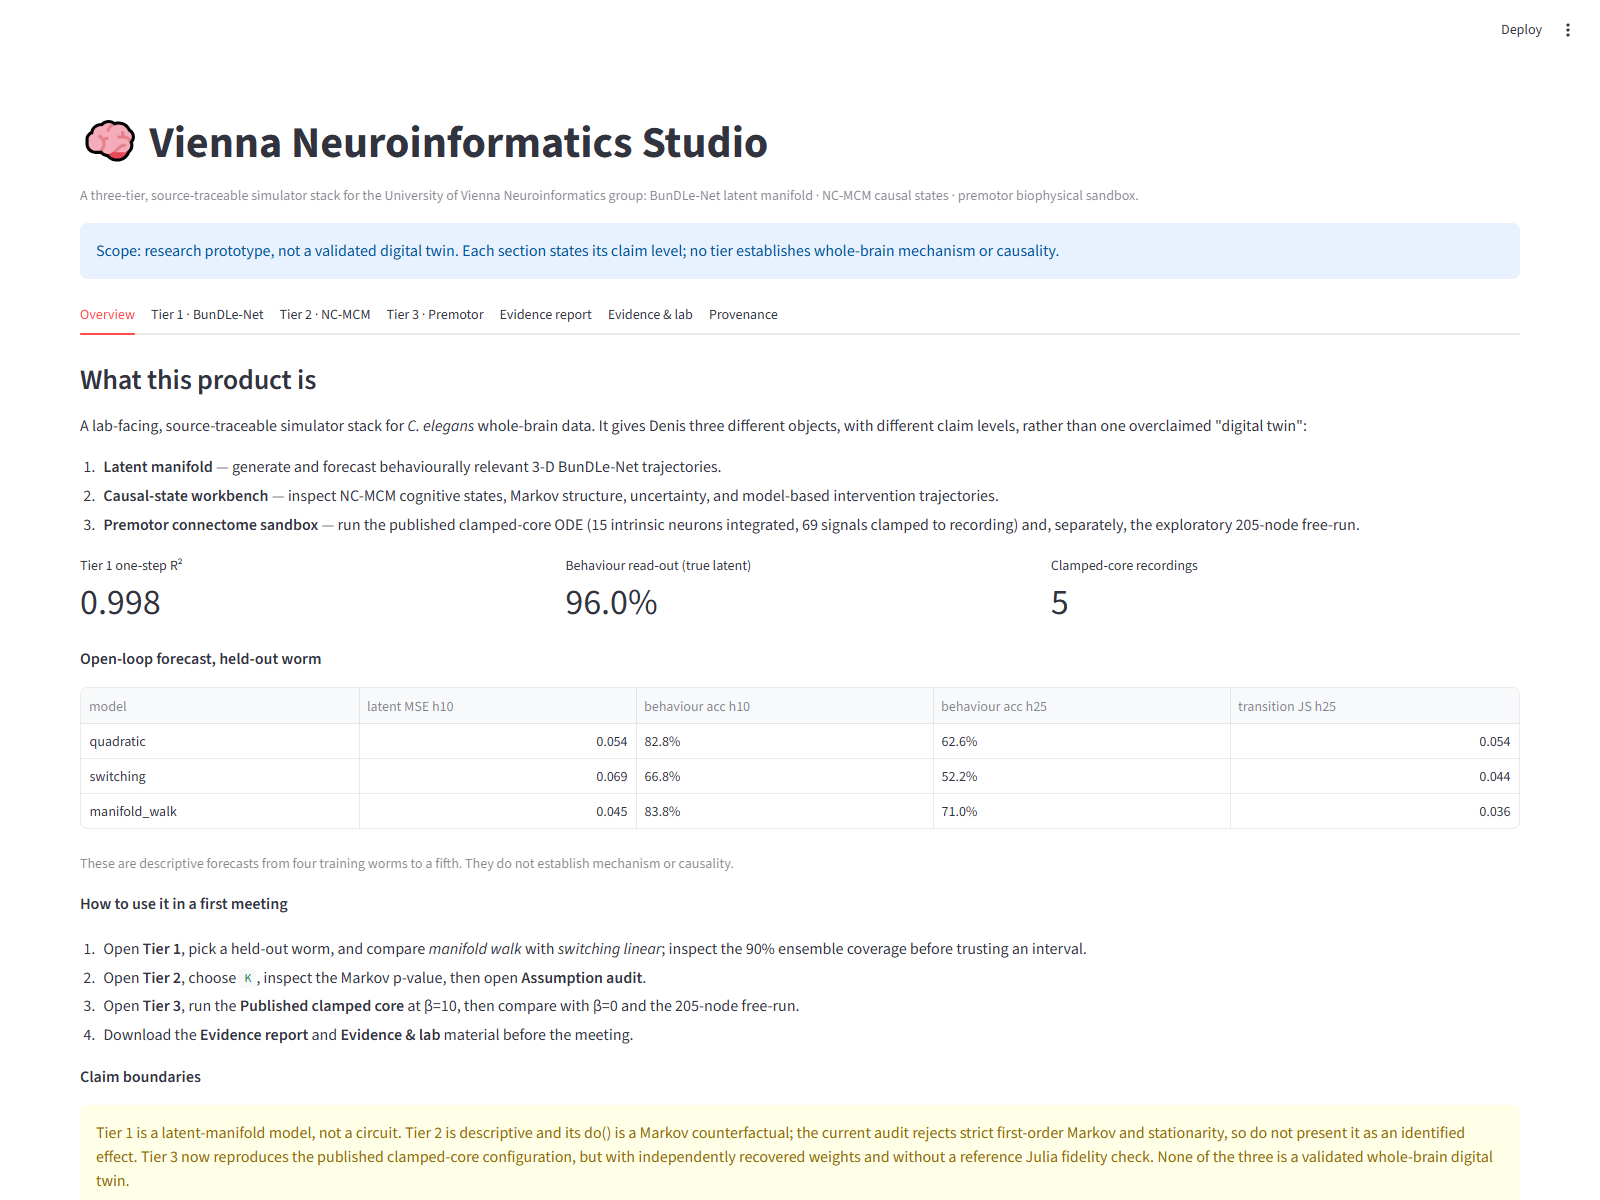 Deploy
Vienna Neuroinformatics Studio
A three-tier, source-traceable simulator stack for the University of Vienna Neuroinformatics group: BunDLe-Net latent manifold · NC-MCM causal states · premotor biophysical sandbox.
Scope: research prototype, not a validated digital twin. Each section states its claim level; no tier establishes whole-brain mechanism or causality.
Overview Tier 1 · BunDLe-Net Tier 2 · NC-MCM Tier 3 · Premotor Evidence report Evidence & lab Provenance
What this product is
A lab-facing, source-traceable simulator stack for C. elegans whole-brain data. It gives Denis three different objects, with different claim levels, rather than one overclaimed "digital twin":
1. Latent manifold — generate and forecast behaviourally relevant 3-D BunDLe-Net trajectories.
2. Causal-state workbench — inspect NC-MCM cognitive states, Markov structure, uncertainty, and model-based intervention trajectories.
3. Premotor connectome sandbox — run the published clamped-core ODE (15 intrinsic neurons integrated, 69 signals clamped to recording) and, separately, the exploratory 205-node free-run.
Tier 1 one-step R² Behaviour read-out (true latent) Clamped-core recordings
0.998 96.0% 5
Open-loop forecast, held-out worm
model latent MSE h10 behaviour acc h10 behaviour acc h25 transition JS h25
quadratic 0.054 82.8% 62.6% 0.054
switching 0.069 66.8% 52.2% 0.044
manifold_walk 0.045 83.8% 71.0% 0.036
These are descriptive forecasts from four training worms to a fifth. They do not establish mechanism or causality.
How to use it in a first meeting
1. Open Tier 1, pick a held-out worm, and compare manifold walk with switching linear; inspect the 90% ensemble coverage before trusting an interval.
2. Open Tier 2, choose K, inspect the Markov p-value, then open Assumption audit.
3. Open Tier 3, run the Published clamped core at β=10, then compare with β=0 and the 205-node free-run.
4. Download the Evidence report and Evidence & lab material before the meeting.
Claim boundaries
Tier 1 is a latent-manifold model, not a circuit. Tier 2 is descriptive and its do() is a Markov counterfactual; the current audit rejects strict first-order Markov and stationarity, so do not present it as an identified
effect. Tier 3 now reproduces the published clamped-core configuration, but with independently recovered weights and without a reference Julia fidelity check. None of the three is a validated whole-brain digital
twin.